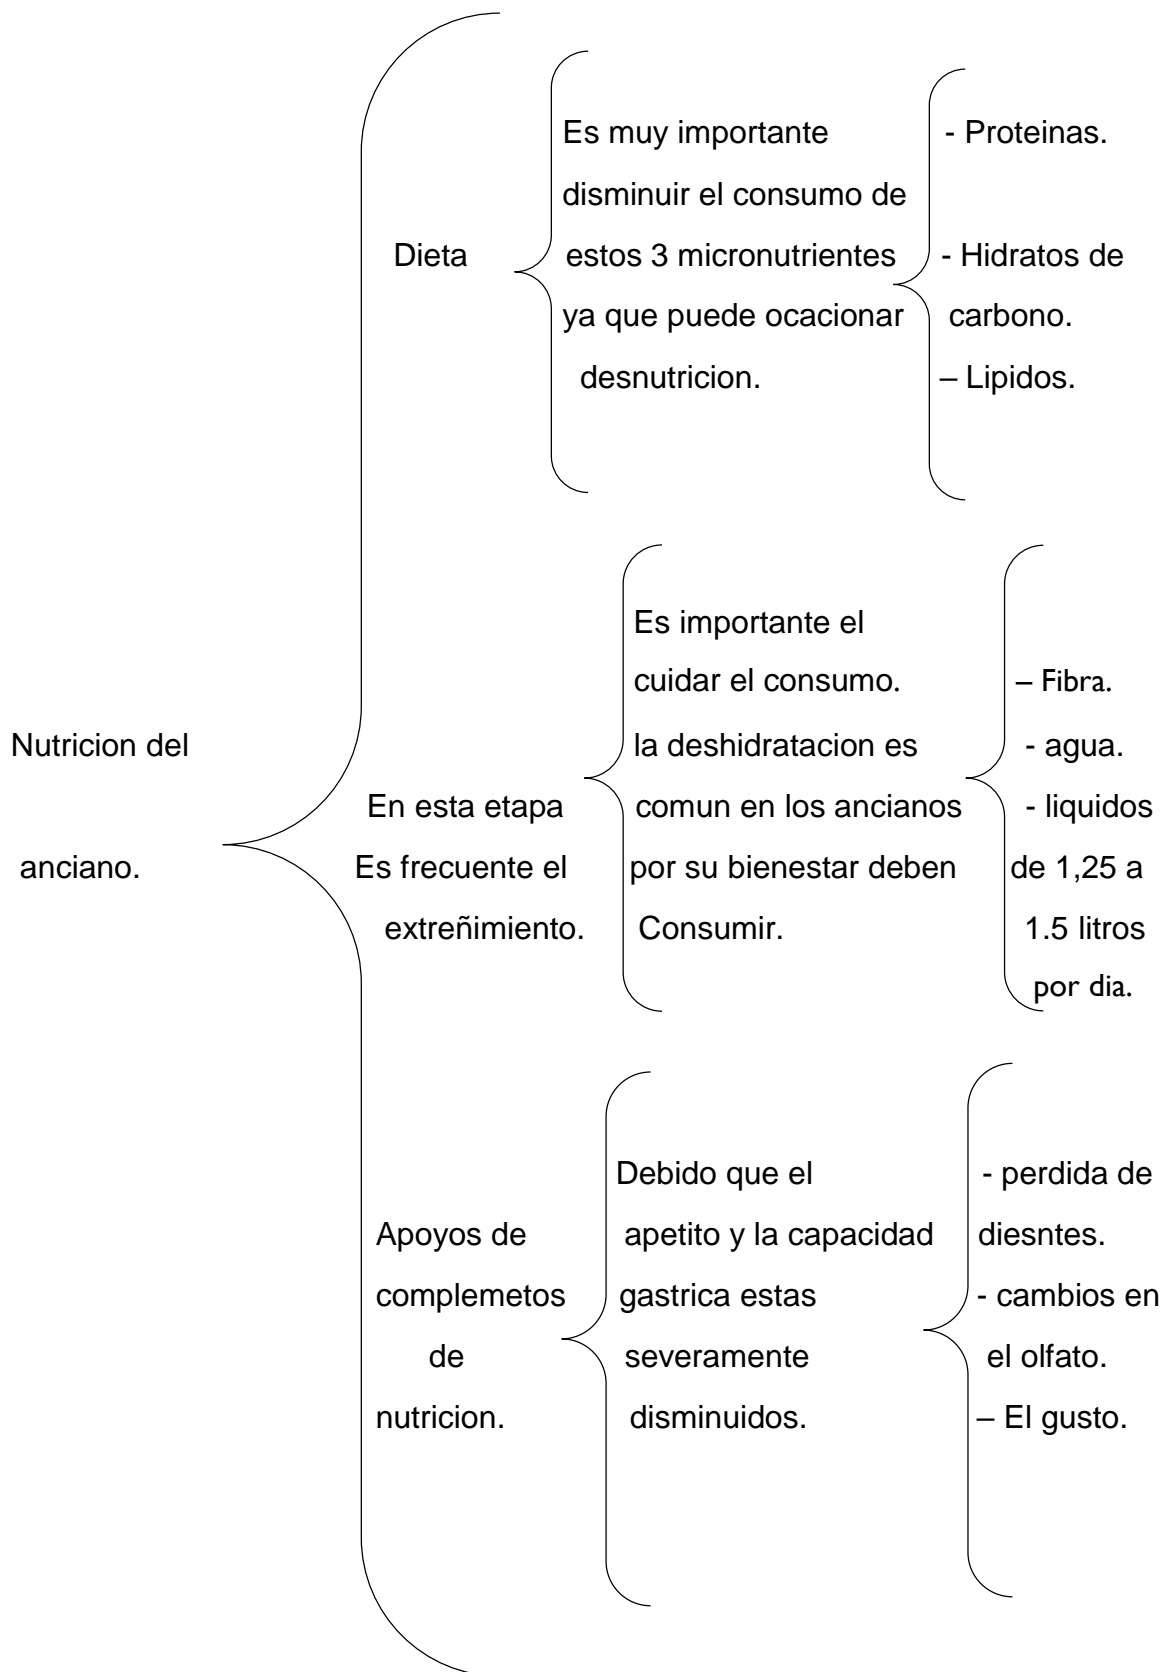 Nutricion del
anciano.
Dieta
Es muy importante
disminuir el consumo de
estos 3 micronutrientes
ya que puede ocacionar
desnutricion.
- Proteinas.
- Hidratos de
carbono.
– Lipidos.
En esta etapa
Es frecuente el
extreñimiento.
Es importante el
cuidar el consumo.
la deshidratacion es
comun en los ancianos
por su bienestar deben
Consumir.
– Fibra.
- agua.
- liquidos
de 1,25 a
1.5 litros
por dia.
Apoyos de
complemetos
de
nutricion.
Debido que el
apetito y la capacidad
gastrica estas
severamente
disminuidos.
- perdida de
diesntes.
- cambios en
el olfato.
– El gusto.